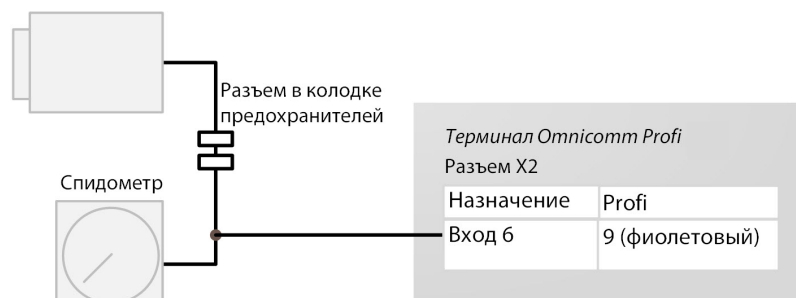 Разъем в колодке
предохранителей
Спидометр
Терминал Omnicomm Profi
Разъем X2
Назначение Profi
Вход 6 9 (фиолетовый)